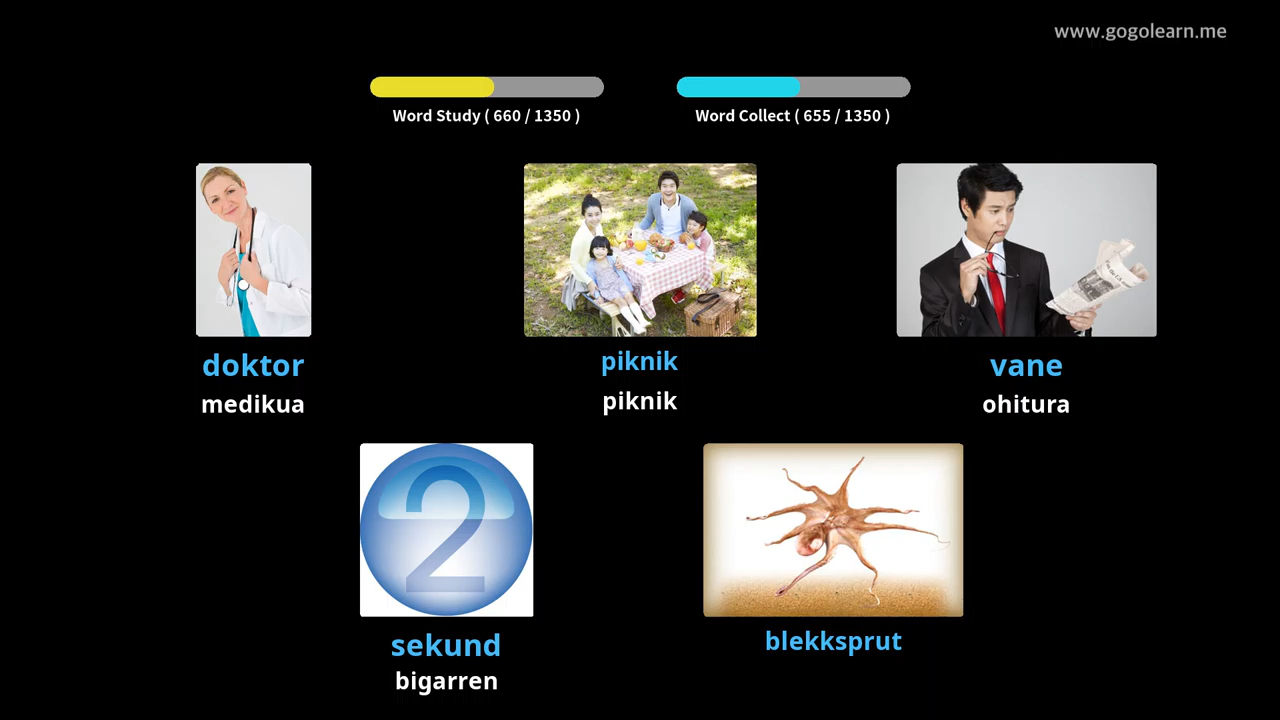 www.gogolearn.me
Word Study ( 660 / 1350 )
Word Collect ( 655 / 1350 )
doktor
medikua
piknik
piknik
vane
ohitura
2
sekund
bigarren
blekksprut